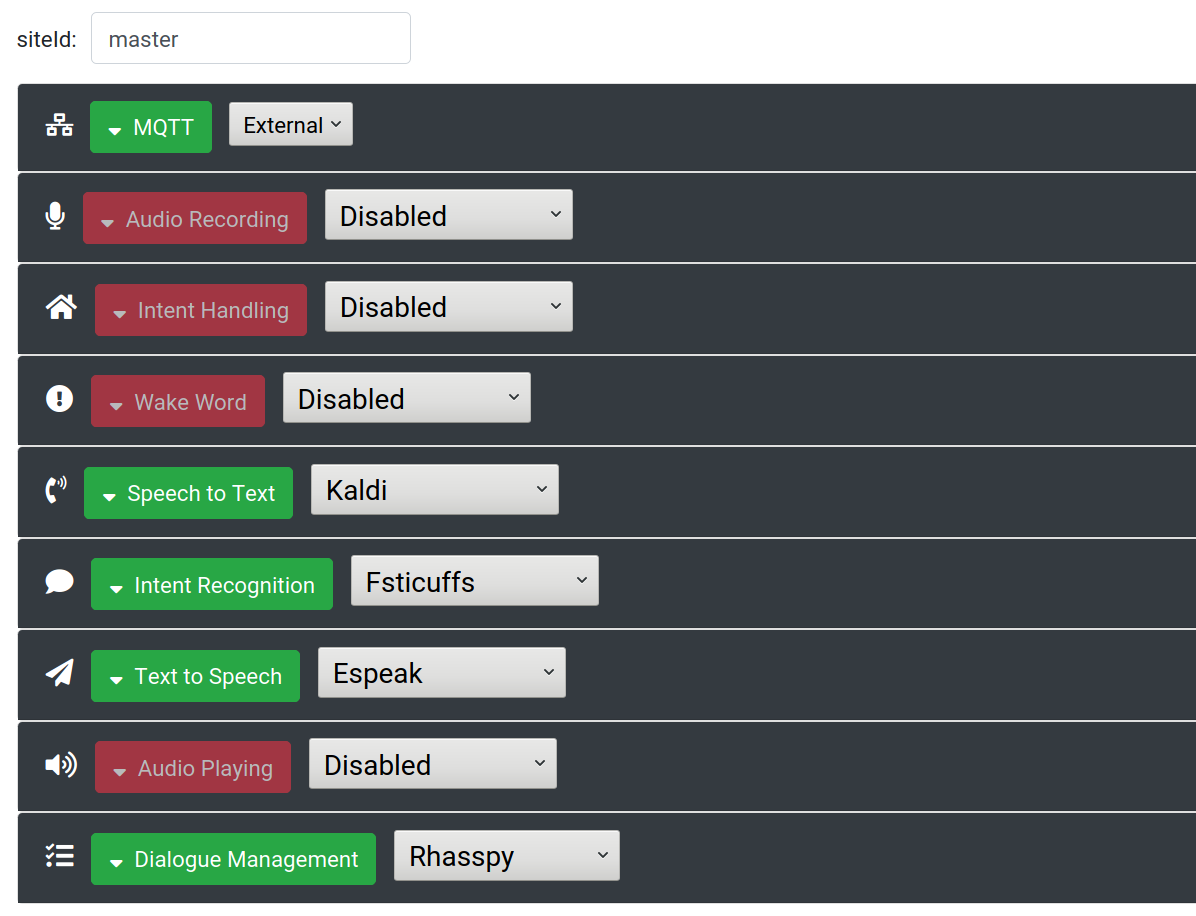 siteId: master
MQTT External
Audio Recording Disabled
Intent Handling Disabled
Wake Word Disabled
Speech to Text Kaldi
Intent Recognition Fsticuffs
Text to Speech Espeak
Audio Playing Disabled
Dialogue Management Rhasspy